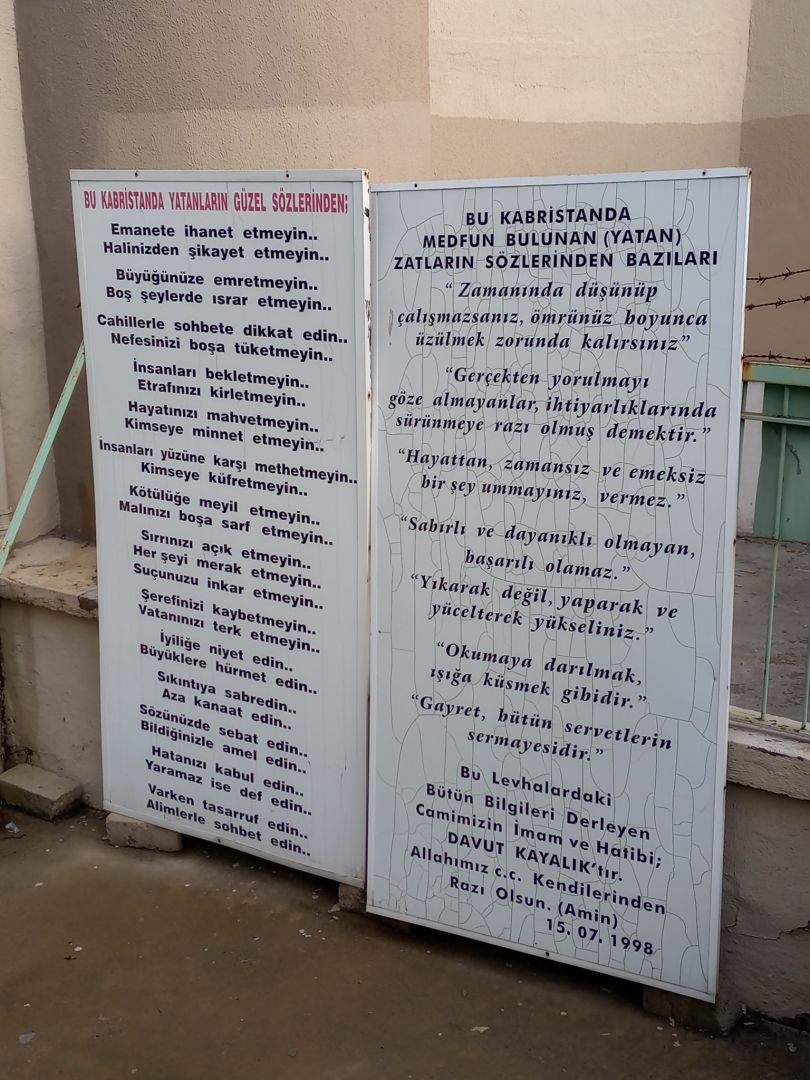 BU KABRİSTANDA YATANLARIN GÜZEL SÖZLERİNDEN;
Emanete ihanet etmeyin..
Halinizden şikayet etmeyin..
Büyüğünüze emretmeyin..
Boş şeylerde ısrar etmeyin..
Cahillerle sohbete dikkat edin..
Nefesinizi boşa tüketmeyin..
İnsanları bekletmeyin..
Etrafınızı kirletmeyin..
Hayatınızı mahvetmeyin..
Kimseye minnet etmeyin..
İnsanları yüzüne karşı methetmeyin..
Kimseye küfretmeyin..
Kötülüğe meyil etmeyin..
Malınızı boşa sarf etmeyin..
Sırrınızı açık etmeyin..
Her şeyi merak etmeyin..
Suçunuzu inkar etmeyin..
Şerefinizi kaybetmeyin..
Vatanınızı terk etmeyin..
İyiliğe niyet edin..
Büyüklere hürmet edin..
Sıkıntıya sabredin..
Aza kanaat edin..
Sözünüzde sebat edin..
Bildiğinizle amel edin..
Hatanızı kabul edin..
Yaramaz ise def edin..
Varken tasarruf edin..
Alimlerle sohbet edin..
BU KABRİSTANDA
MEDFUN BULUNAN (YATAN)
ZATLARIN SÖZLERİNDEN BAZILARI
“Zamanında düşünüp
çalışmazsanız, ömrünüz boyunca
üzülmek zorunda kalırsınız”
“Gerçekten yorulmayı
göze almayanlar, ihtiyarlıklarında
sürünmeye razı olmuş demektir.”
“Hayattan, zamansız ve emeksiz
bir şey ummayınız, vermez.”
“Sabırlı ve dayanıklı olmayan,
başarılı olamaz.”
“Yıkarak değil, yaparak ve
yücelterek yükseliniz.”
“Okumaya darılmak,
ışığa küsmek gibidir.”
“Gayret, bütün servetlerin
sermayesidir.”
Bu Levhalardaki
Bütün Bilgileri Derleyen
Camimizin İmam ve Hatibi;
DAVUT KAYALIK’tır.
Allahımız c.c. Kendilerinden
Razı Olsun. (Amin)
15. 07. 1998